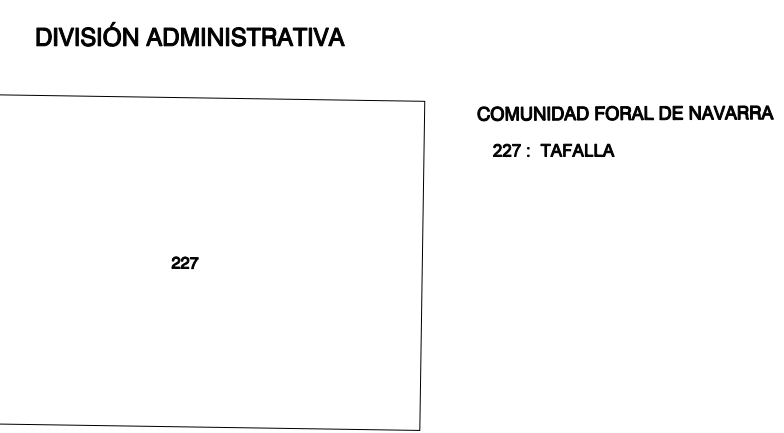 DIVISIÓN ADMINISTRATIVA
COMUNIDAD FORAL DE NAVARRA
227 : TAFALLA
227